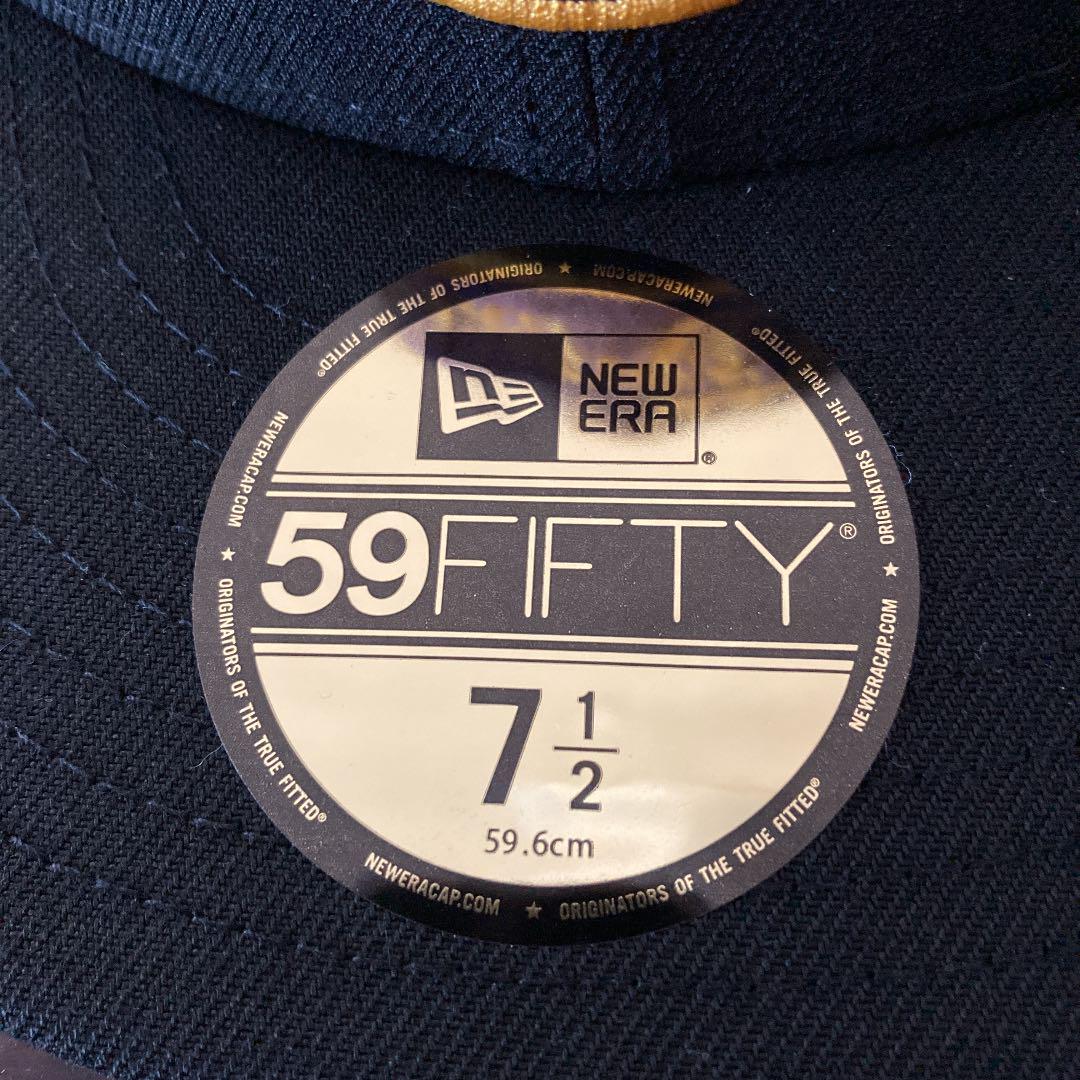 NEW
ERA
®
59FIFTY®
7 1/2
59.6cm
NEWERACAP.COM ★ ORIGINATORS OF THE TRUE FITTED®
NEWERACAP.COM ★ ORIGINATORS OF THE TRUE FITTED®
NEWERACAP.COM ★ ORIGINATORS OF THE TRUE FITTED®
NEWERACAP.COM ★ ORIGINATORS OF THE TRUE FITTED®